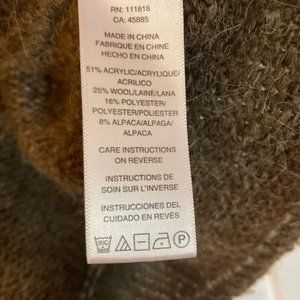 RN: 111818
CA: 45885
MADE IN CHINA
FABRIQUE EN CHINE
HECHO EN CHINA
51% ACRYLIC/ACRYLIQUE/
ACRILICO
25% WOOL/LAINE/LANA
16% POLYESTER/
POLYESTER/POLIÉSTER
8% ALPACA/ALPAGA/
ALPACA
CARE INSTRUCTIONS
ON REVERSE
INSTRUCTIONS DE
SOIN SUR L'INVERSE
INSTRUCCIONES DEL
CUIDADO EN REVÉS
30C
P